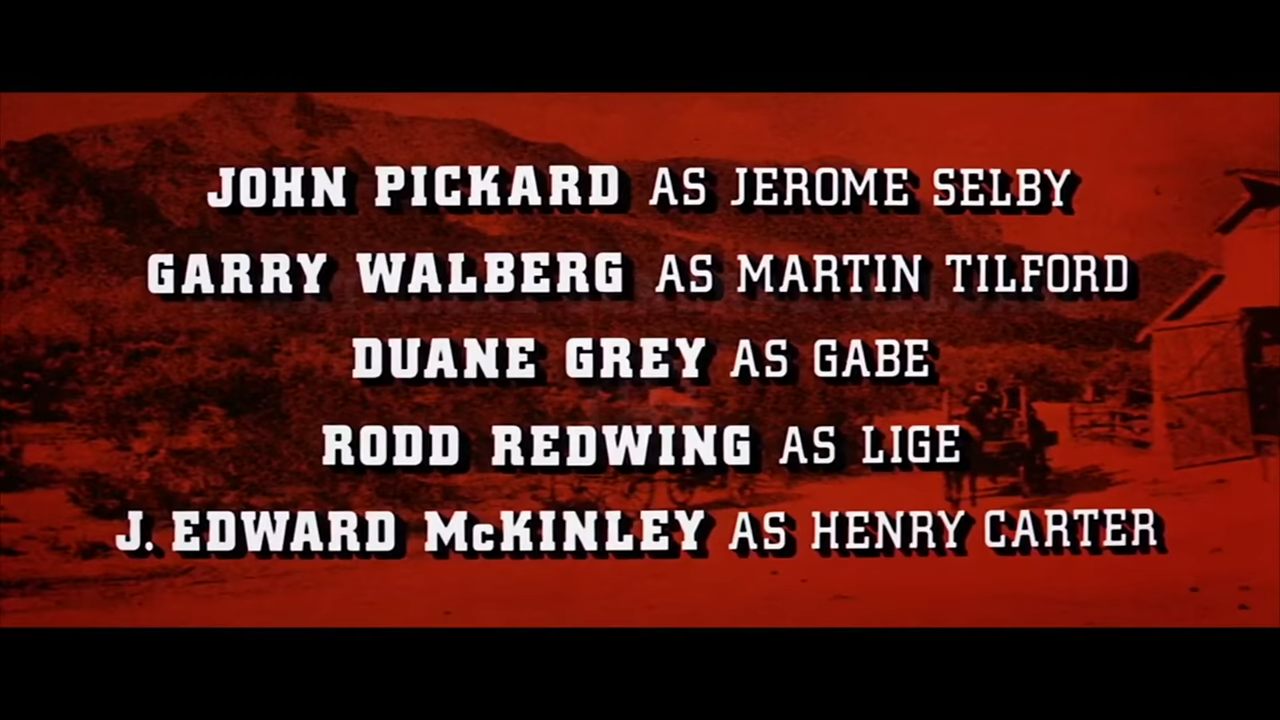 JOHN PICKARD AS JEROME SELBY
GARRY WALBERG AS MARTIN TILFORD
DUANE GREY AS GABE
RODD REDWING AS LIGE
J. EDWARD McKINLEY AS HENRY CARTER